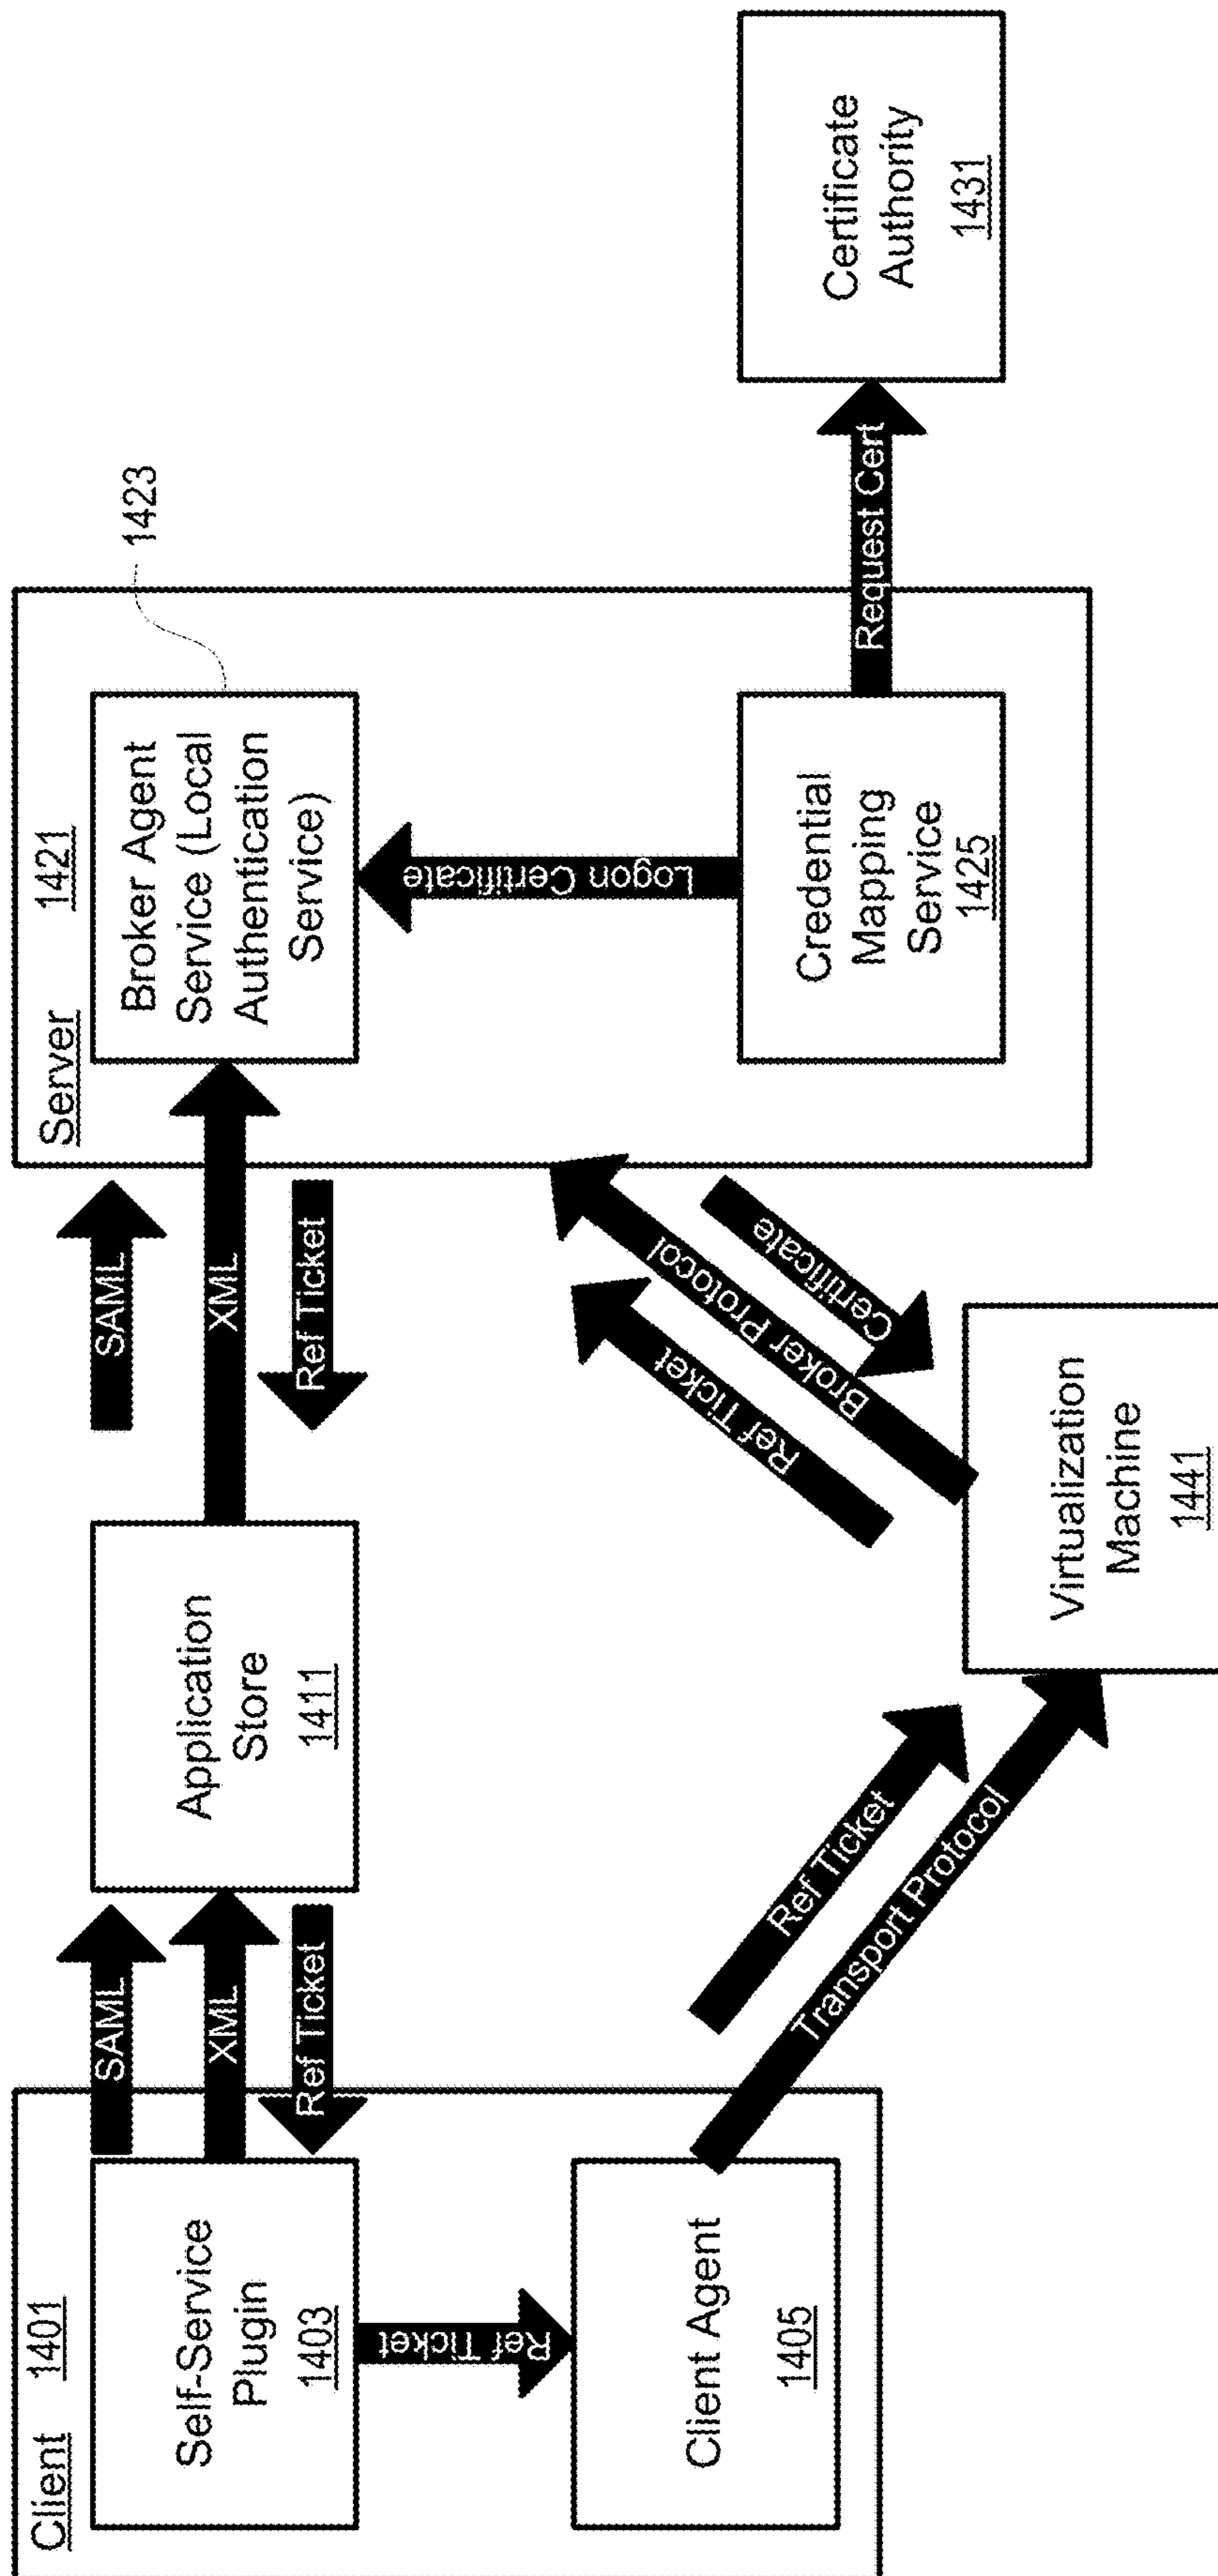 Client 1401
Self-Service
Plugin
1403
Ref Ticket
Client Agent
1405
SAML
XML
Ref Ticket
Application
Store
1411
SAML
XML
Ref Ticket
Ref Ticket
Transport Protocol
Virtualization
Machine
1441
Ref Ticket
Broker Protocol
Certificate
Server 1421
Broker Agent
Service (Local
Authentication
Service)
1423
Logon Certificate
Credential
Mapping
Service
1425
Request Cert
Certificate
Authority
1431